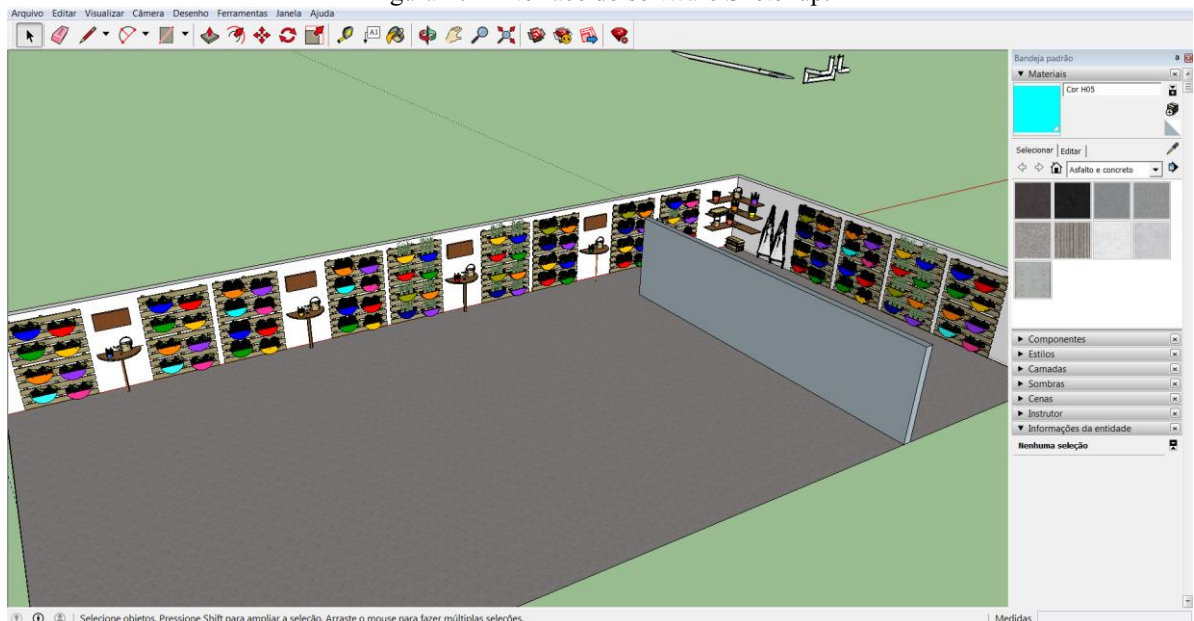 Arquivo Editar Visualizar Câmera Desenho Ferramentas Janela Ajuda
A1
Bandeja padrão
Materiais
Cor H05
Selecionar Editar
Asfalto e concreto
Componentes
Estilos
Camadas
Sombras
Cenas
Instrutor
Informações da entidade
Nenhuma seleção
Selecione objetos. Pressione Shift para ampliar a seleção. Arraste o mouse para fazer múltiplas seleções.
Medidas